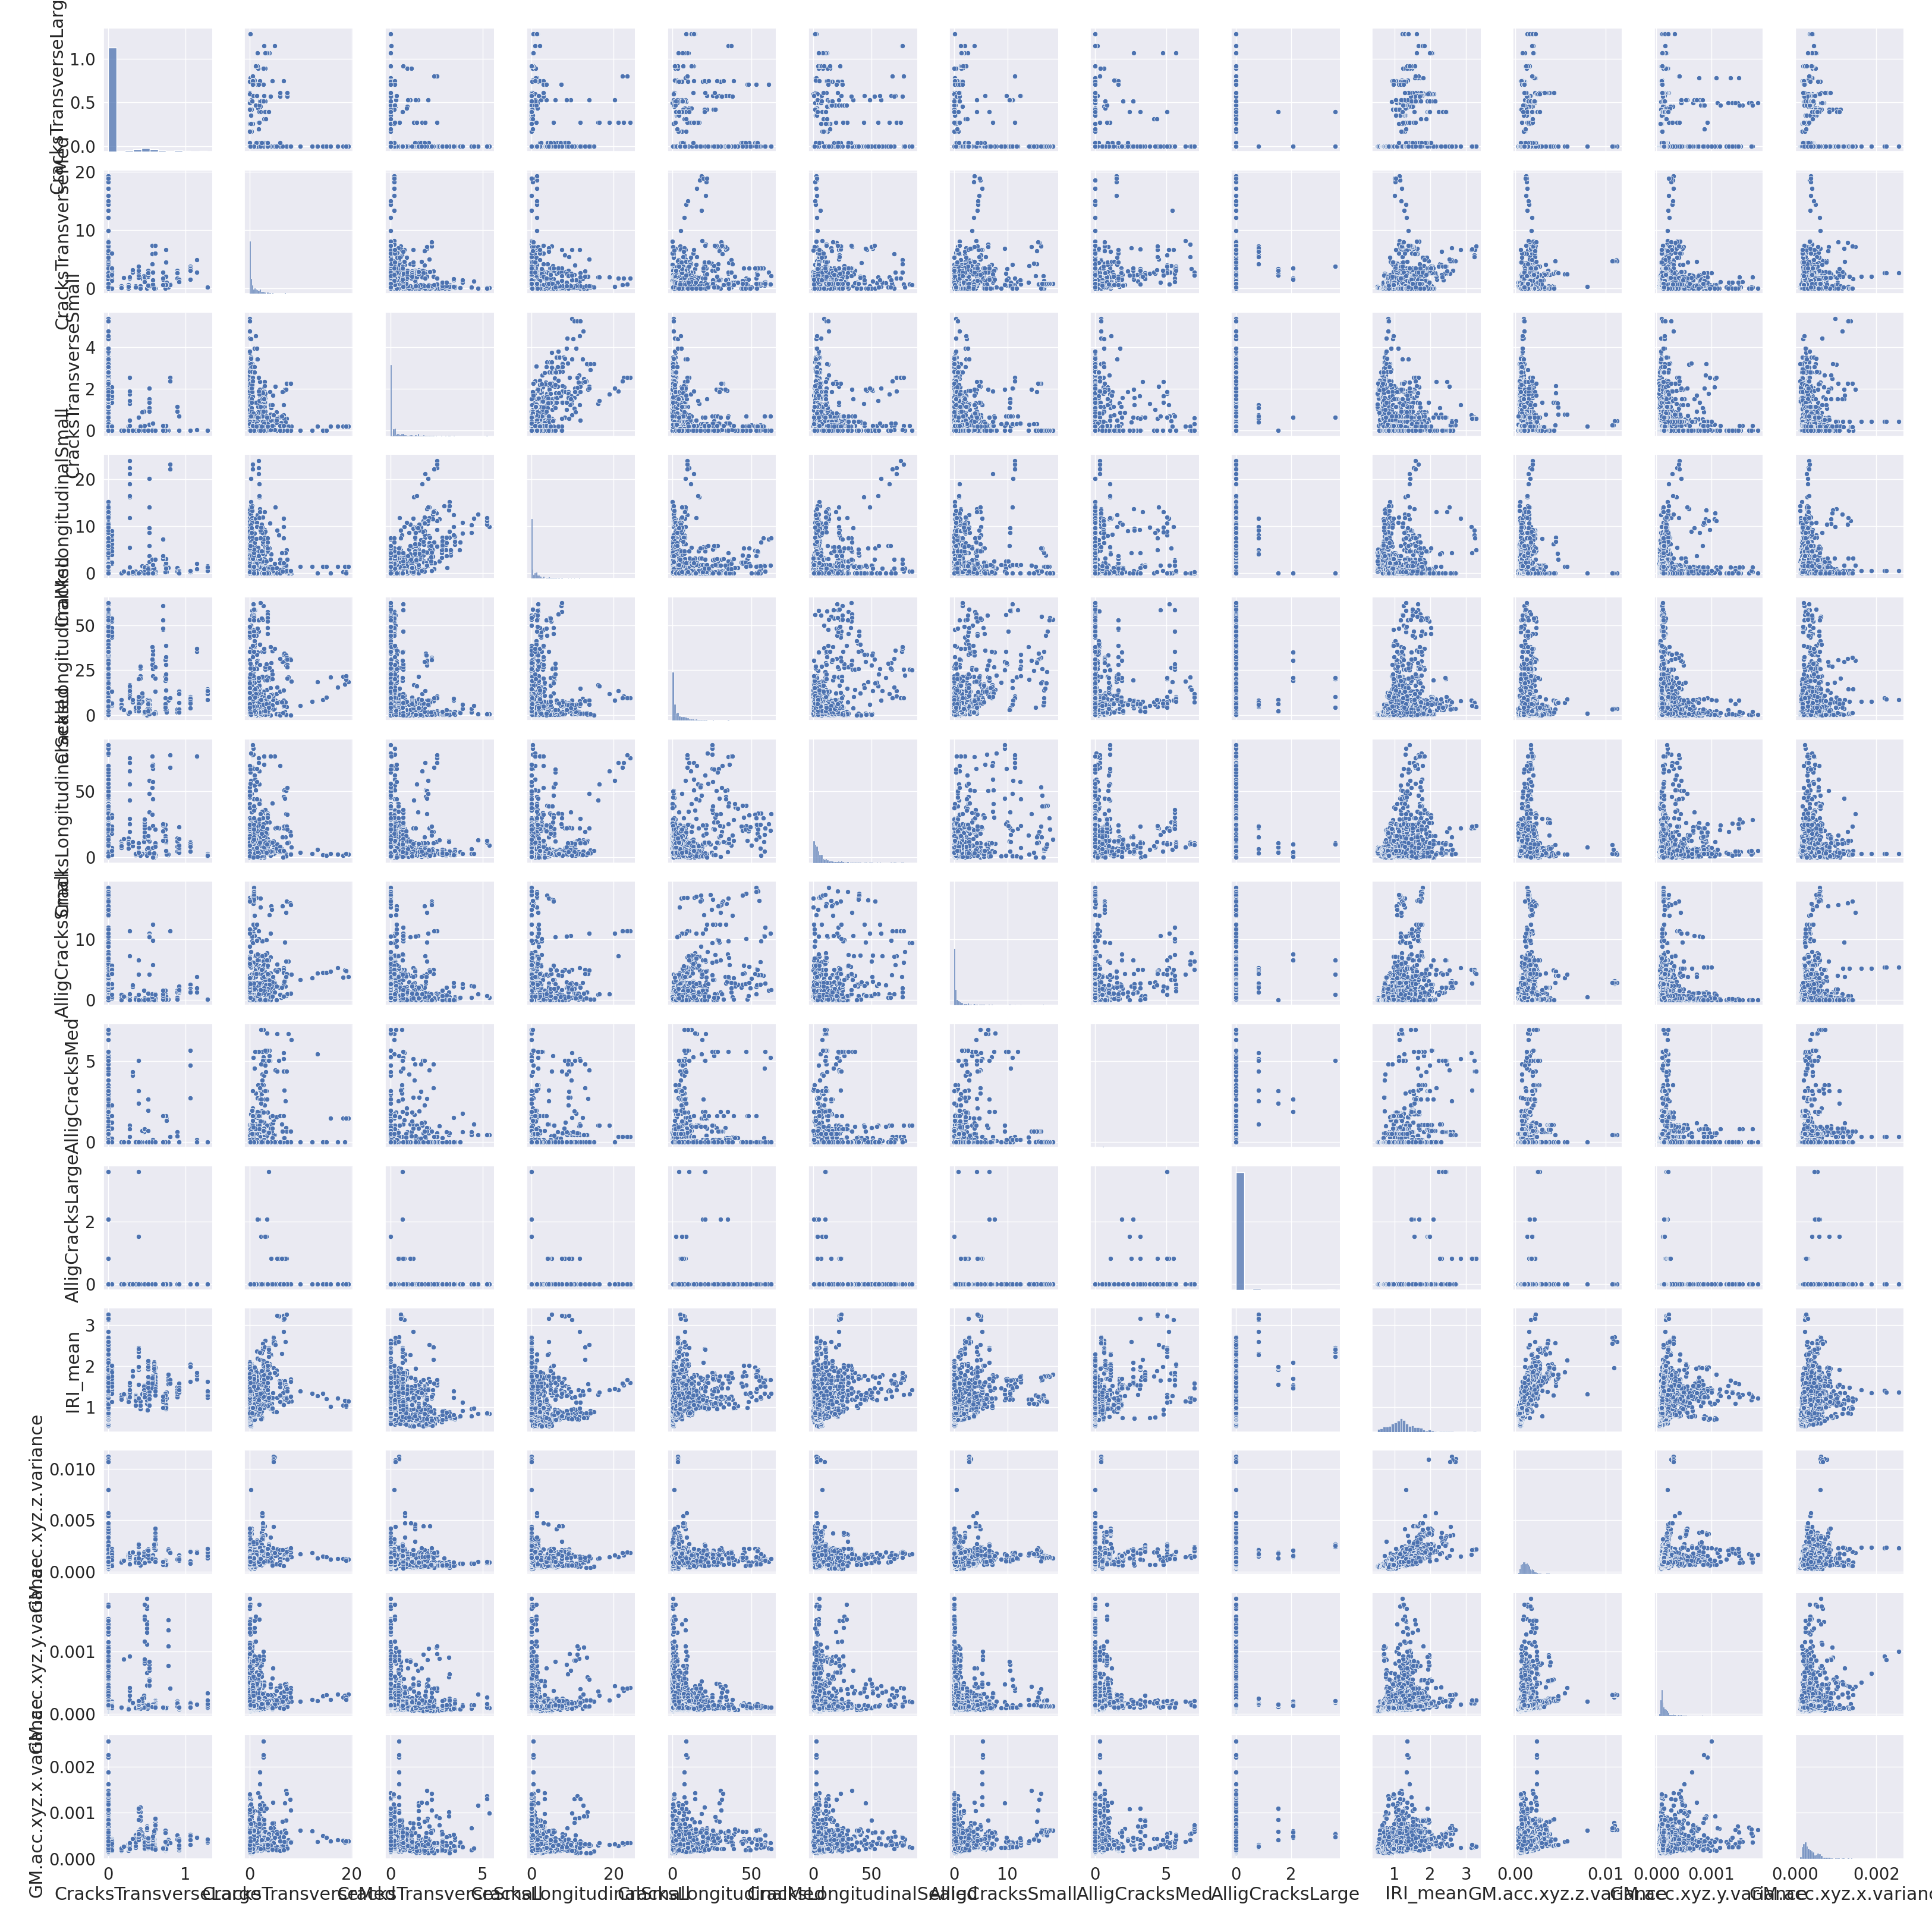 CracksTransverseLarge
1.0
0.5
0.0
CracksTransverseMed
20
10
0
CracksTransverseSmall
4
2
0
CracksLongitudinalSmall
20
10
0
CracksLongitudinalMed
50
25
0
CracksLongitudinalSealed
50
0
AlligCracksSmall
10
0
AlligCracksMed
5
0
AlligCracksLarge
2
0
IRI_mean
3
2
1
GM.acc.xyz.z.variance
0.010
0.005
0.000
GM.acc.xyz.y.variance
0.001
0.000
GM.acc.xyz.x.variance
0.002
0.001
0.000
0 1 0 20 0 5 0 20 0 50 0 50 0 10 0 5 0 2 1 2 3 0.00 0.01 0.000 0.001 0.000 0.002
CracksTransverseLarge CracksTransverseMed CracksTransverseSmall CracksLongitudinalSmall CracksLongitudinalMed CracksLongitudinalSealed AlligCracksSmall AlligCracksMed AlligCracksLarge IRI_mean GM.acc.xyz.z.variance GM.acc.xyz.y.variance GM.acc.xyz.x.varianc